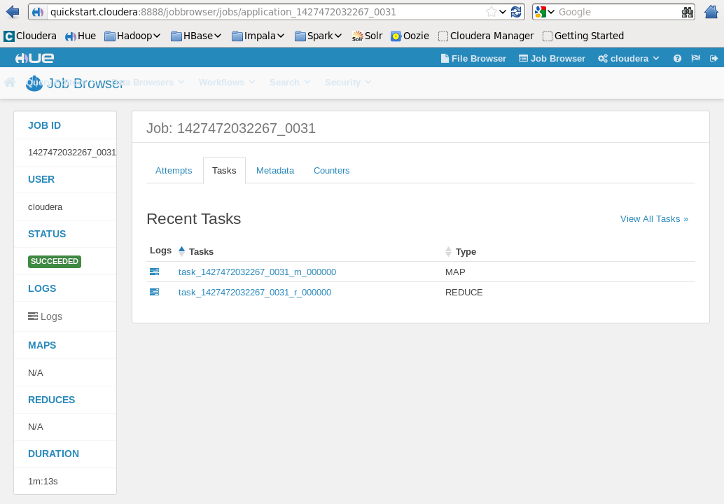 quickstart.cloudera:8888/jobbrowser/jobs/application_1427472032267_0031 Google
Cloudera Hue Hadoop HBase Impala Spark Solr Oozie Cloudera Manager Getting Started
HUE File Browser Job Browser cloudera
Job Browser Browsers Workflows Search Security
JOB ID
1427472032267_0031
USER
cloudera
STATUS
SUCCEEDED
LOGS
Logs
MAPS
N/A
REDUCES
N/A
DURATION
1m:13s
Job: 1427472032267_0031
Attempts Tasks Metadata Counters
Recent Tasks View All Tasks »
Logs Tasks Type
task_1427472032267_0031_m_000000 MAP
task_1427472032267_0031_r_000000 REDUCE